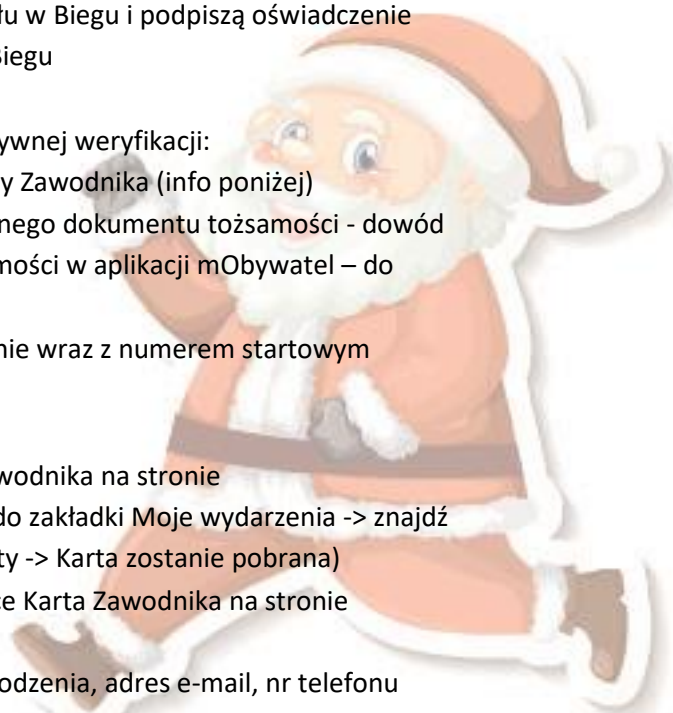 łu w Biegu i podpiszą oświadczenie
Biegu
ywnej weryfikacji:
y Zawodnika (info poniżej)
nego dokumentu tożsamości - dowód
mości w aplikacji mObywatel – do
nie wraz z numerem startowym
wodnika na stronie
do zakładki Moje wydarzenia -> znajdź
ty -> Karta zostanie pobrana)
ce Karta Zawodnika na stronie
odzenia, adres e-mail, nr telefonu